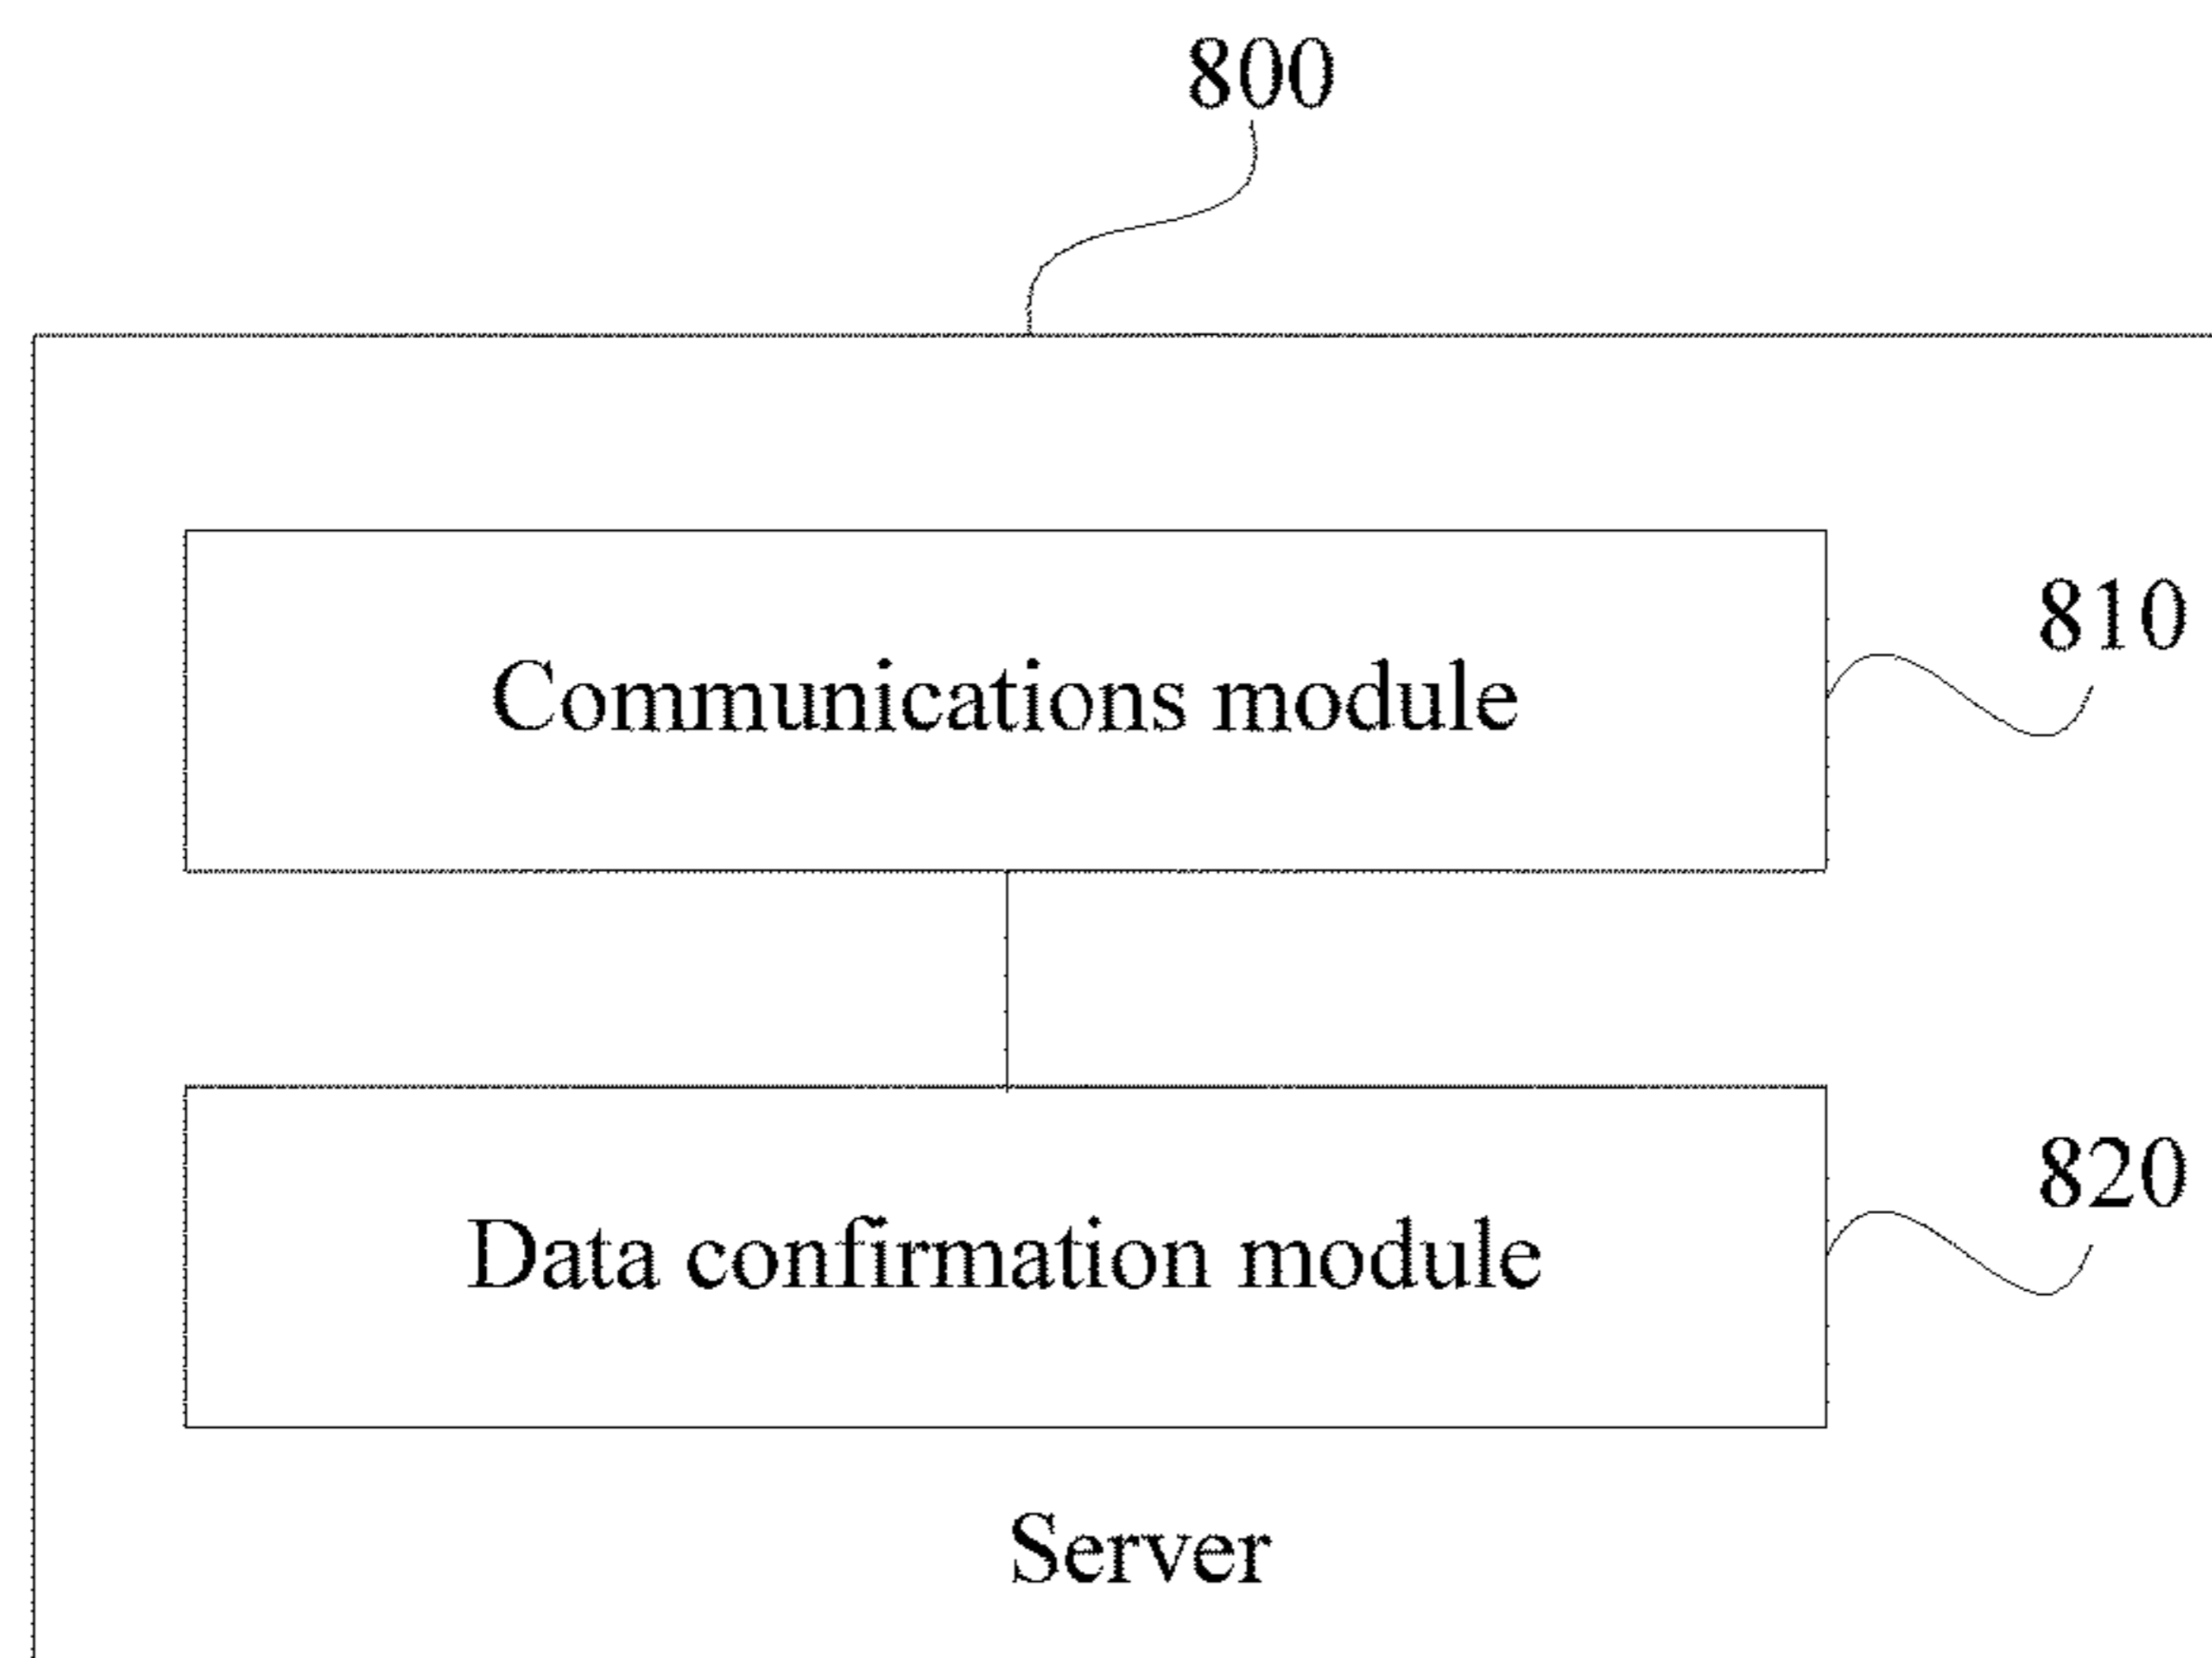 800
Communications module
810
Data confirmation module
820
Server